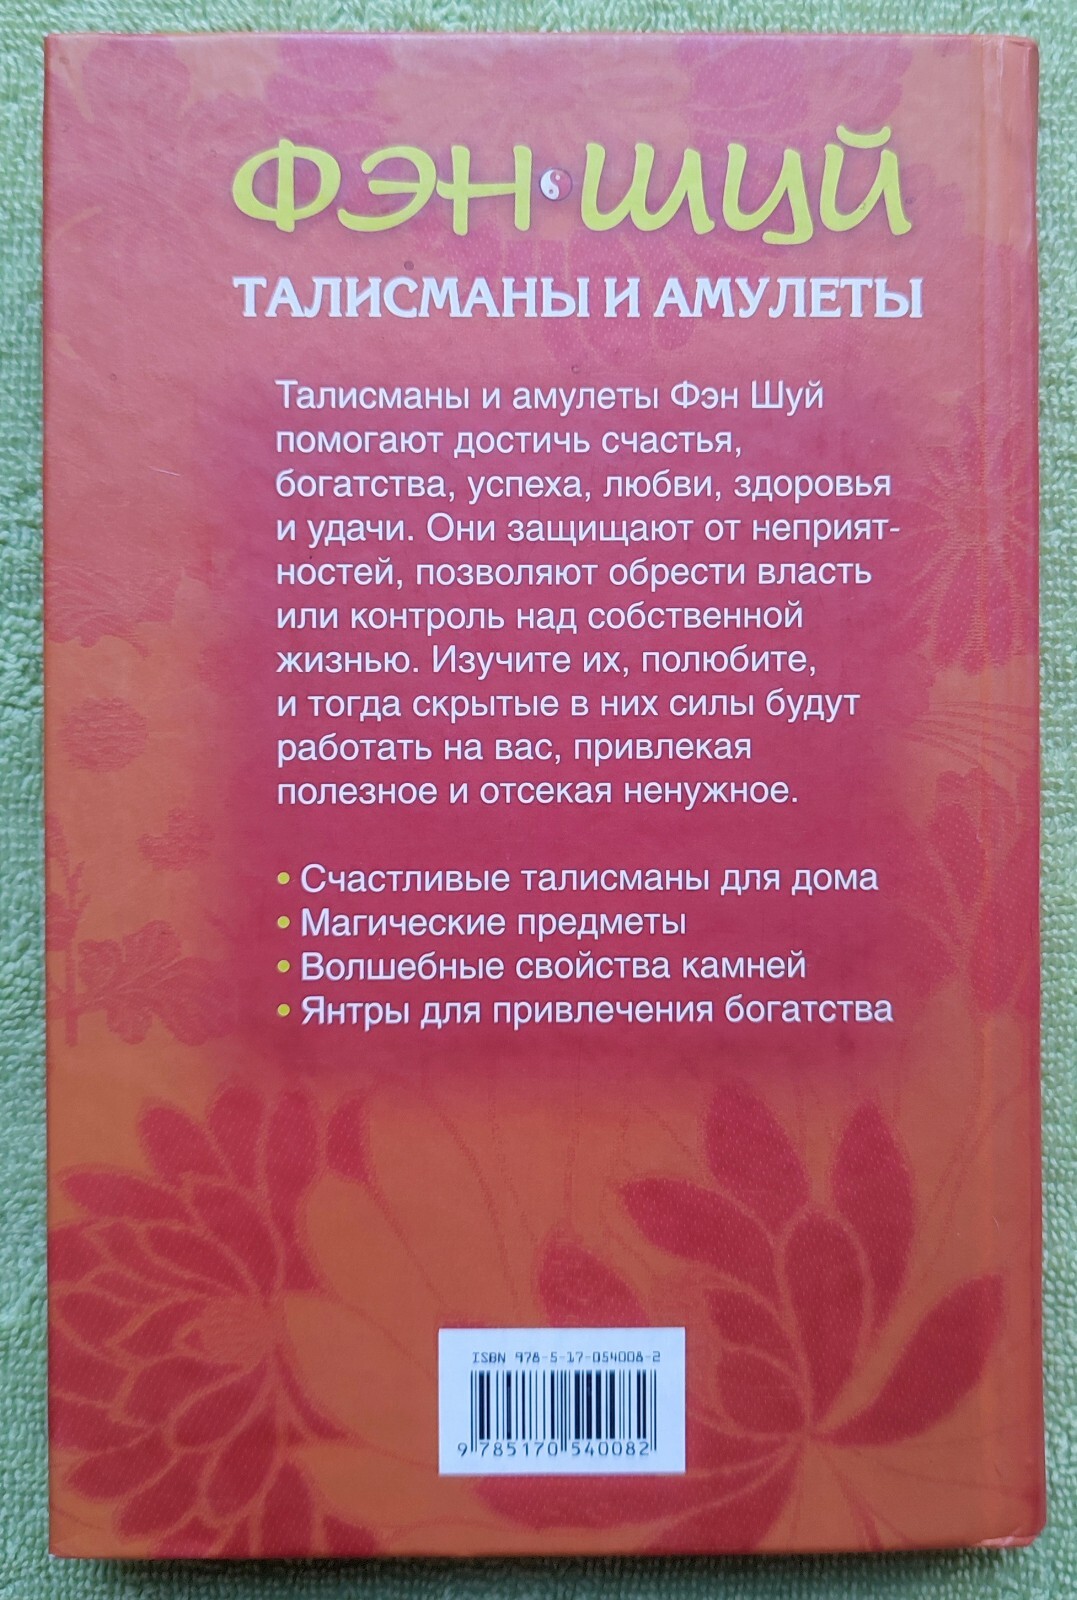 ФЭН ШУЙ
ТАЛИСМАНЫ И АМУЛЕТЫ
Талисманы и амулеты Фэн Шуй
помогают достичь счастья,
богатства, успеха, любви, здоровья
и удачи. Они защищают от неприят-
ностей, позволяют обрести власть
или контроль над собственной
жизнью. Изучите их, полюбите,
и тогда скрытые в них силы будут
работать на вас, привлекая
полезное и отсекая ненужное.
• Счастливые талисманы для дома
• Магические предметы
• Волшебные свойства камней
• Янтры для привлечения богатства
ISBN 978-5-17-054008-2
9 785170 540082